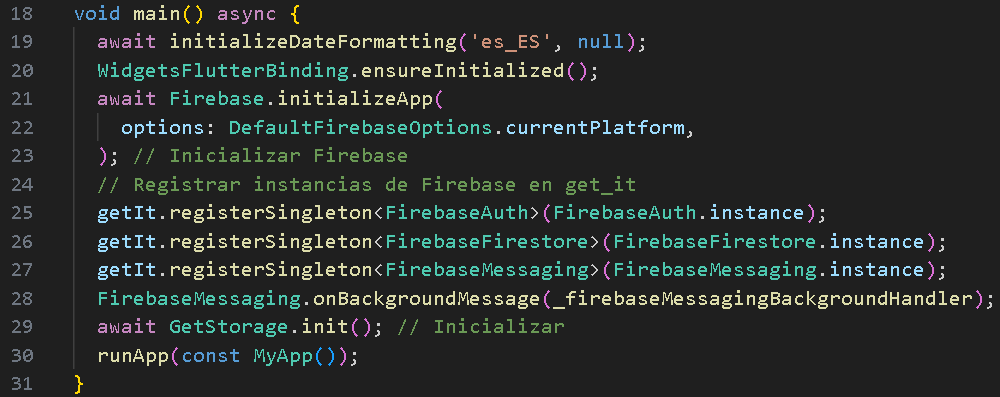 18 void main() async {
19 await initializeDateFormatting('es_ES', null);
20 WidgetsFlutterBinding.ensureInitialized();
21 await Firebase.initializeApp(
22 options: DefaultFirebaseOptions.currentPlatform,
23 ); // Inicializar Firebase
24 // Registrar instancias de Firebase en get_it
25 getIt.registerSingleton<FirebaseAuth>(FirebaseAuth.instance);
26 getIt.registerSingleton<FirebaseFirestore>(FirebaseFirestore.instance);
27 getIt.registerSingleton<FirebaseMessaging>(FirebaseMessaging.instance);
28 FirebaseMessaging.onBackgroundMessage(_firebaseMessagingBackgroundHandler);
29 await GetStorage.init(); // Inicializar
30 runApp(const MyApp());
31 }